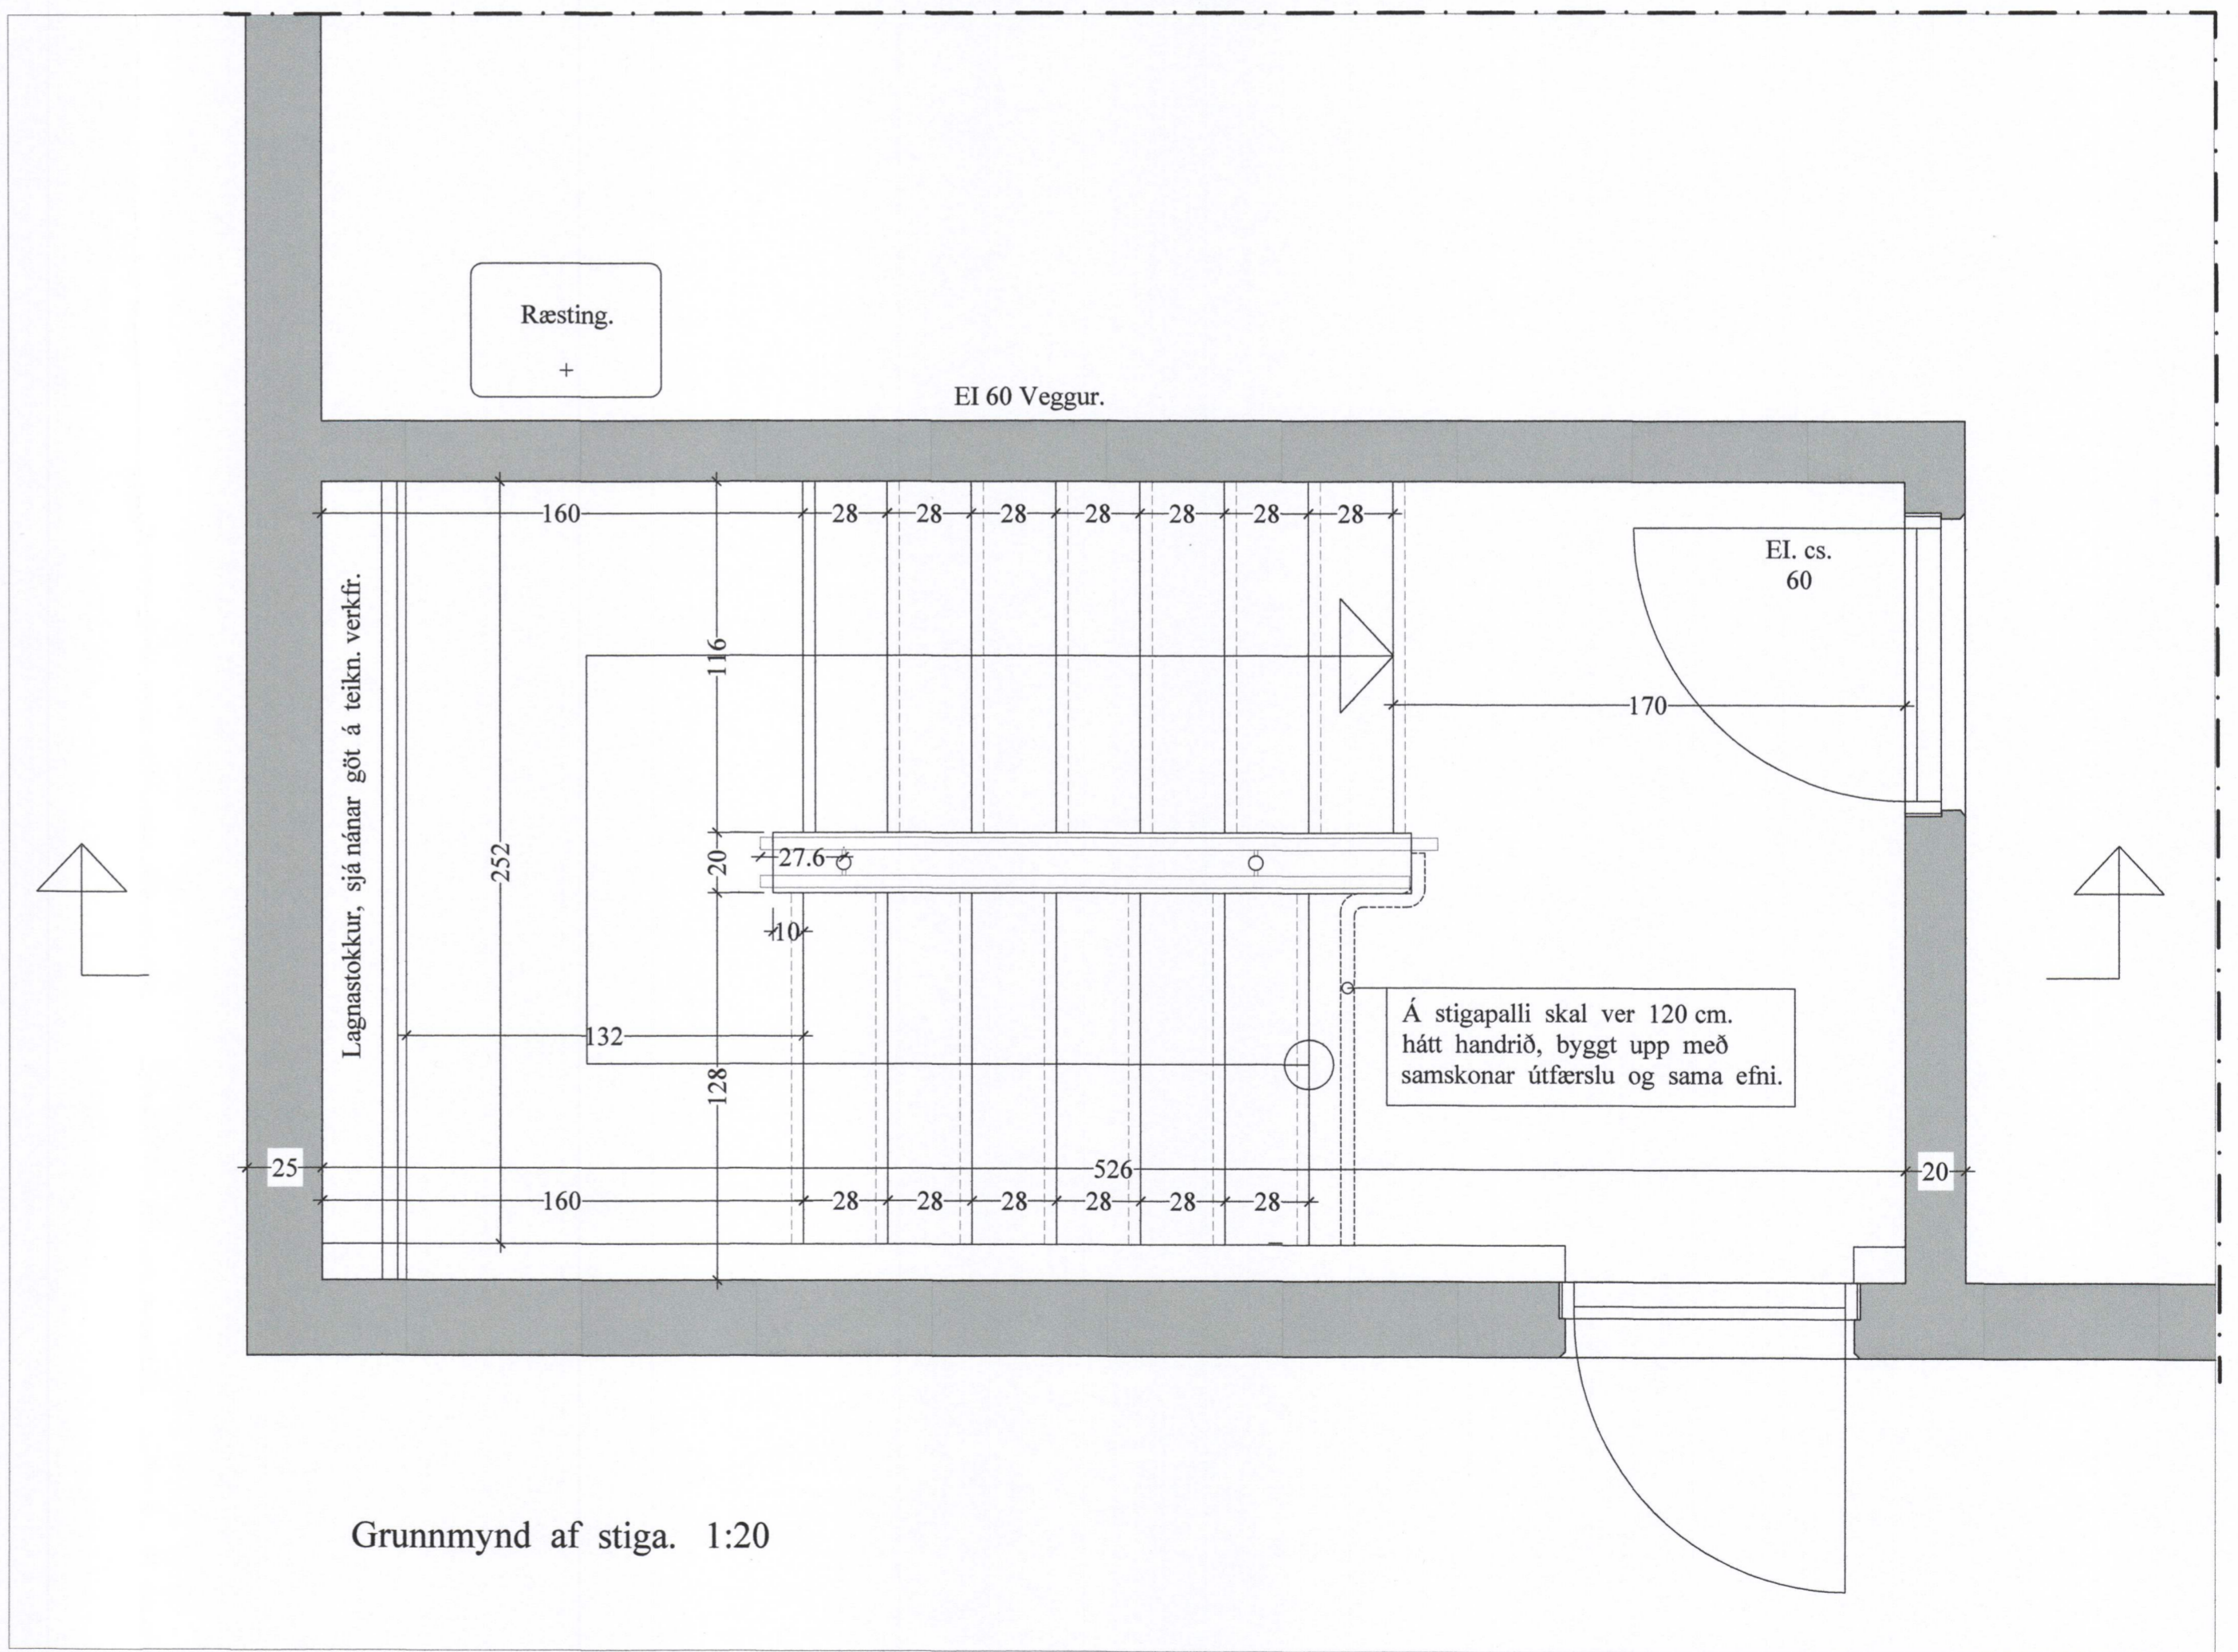 Ræsting.
+
EI 60 Veggur.
160 28 28 28 28 28 28 28
EI. cs.
60
Lagnastokkur, sjá nánar göt á teikn. verkfr.
116
170
252
20
27.6
10
Á stigapalli skal ver 120 cm.
hátt handrið, byggt upp með
samskonar útfærslu og sama efni.
132
128
25
526
20
160 28 28 28 28 28 28
Grunnmynd af stiga. 1:20